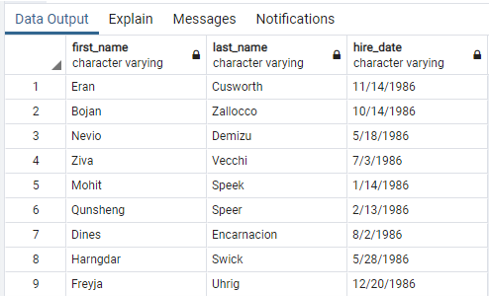 Data Output Explain Messages Notifications
first_name last_name hire_date
character varying character varying character varying
1 Eran Cusworth 11/14/1986
2 Bojan Zallocco 10/14/1986
3 Nevio Demizu 5/18/1986
4 Ziva Vecchi 7/3/1986
5 Mohit Speek 1/14/1986
6 Qunsheng Speer 2/13/1986
7 Dines Encarnacion 8/2/1986
8 Harngdar Swick 5/28/1986
9 Freyja Uhrig 12/20/1986